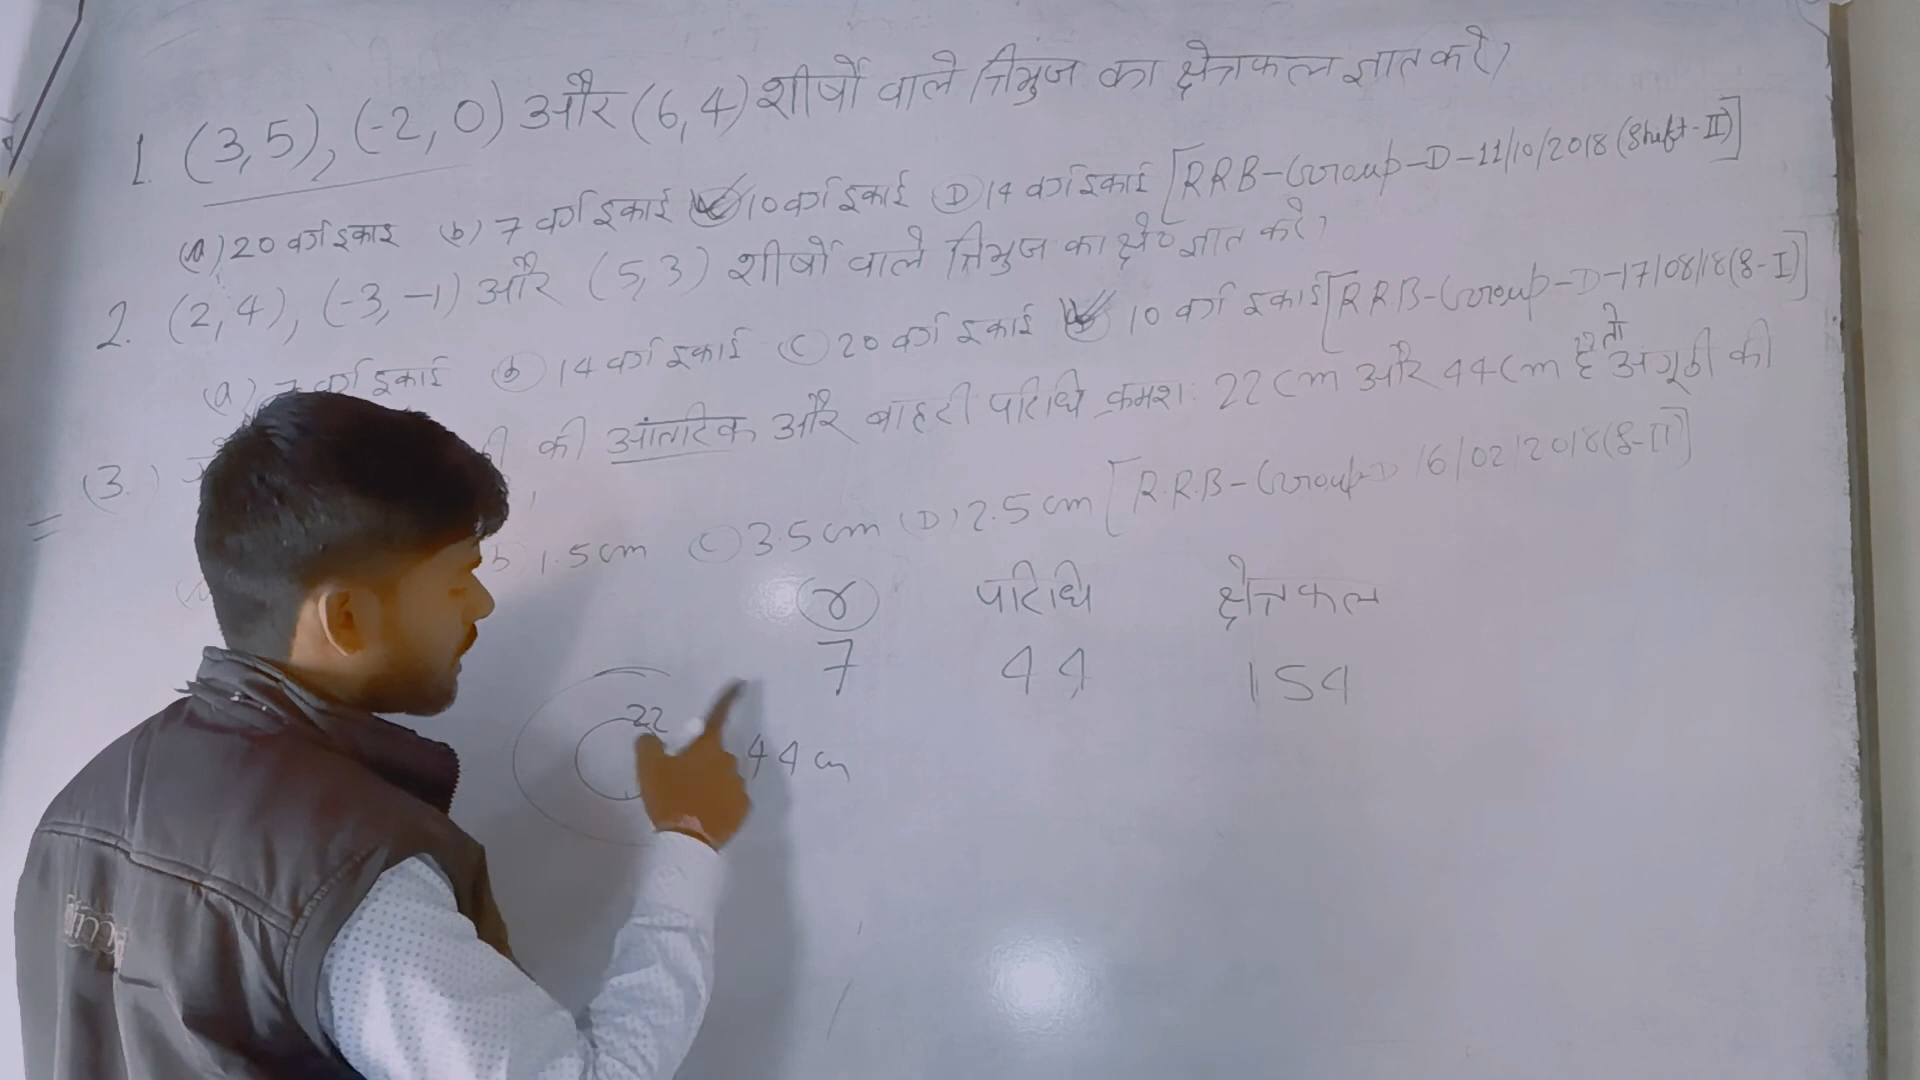 1. (3,5), (-2,0) और (6,4) शीर्षों वाले त्रिभुज का क्षेत्रफल ज्ञात करे?
(a) 20 वर्ग इकाई (b) 7 वर्ग इकाई 10 वर्ग इकाई (D) 14 वर्ग इकाई [RRB-Group-D-11/10/2018 (Shift-II)]
2. (2,4), (-3,-1) और (5,3) शीर्षों वाले त्रिभुज का क्षे० ज्ञात करे?
(a) 7 वर्ग इकाई (b) 14 वर्ग इकाई (c) 20 वर्ग इकाई 10 वर्ग इकाई [R.R.B-Group-D-17/08/18 (S-I)]
(3.) की आंतरिक और बाहरी परिधि क्रमशः 22 cm और 44 cm है तो अंगूठी की
b) 1.5 cm (c) 3.5 cm (D) 2.5 cm [R.R.B-Group-D 16/02/2018 (S-II)]
r परिधि क्षेत्रफल
7 44 154
22
44 cm